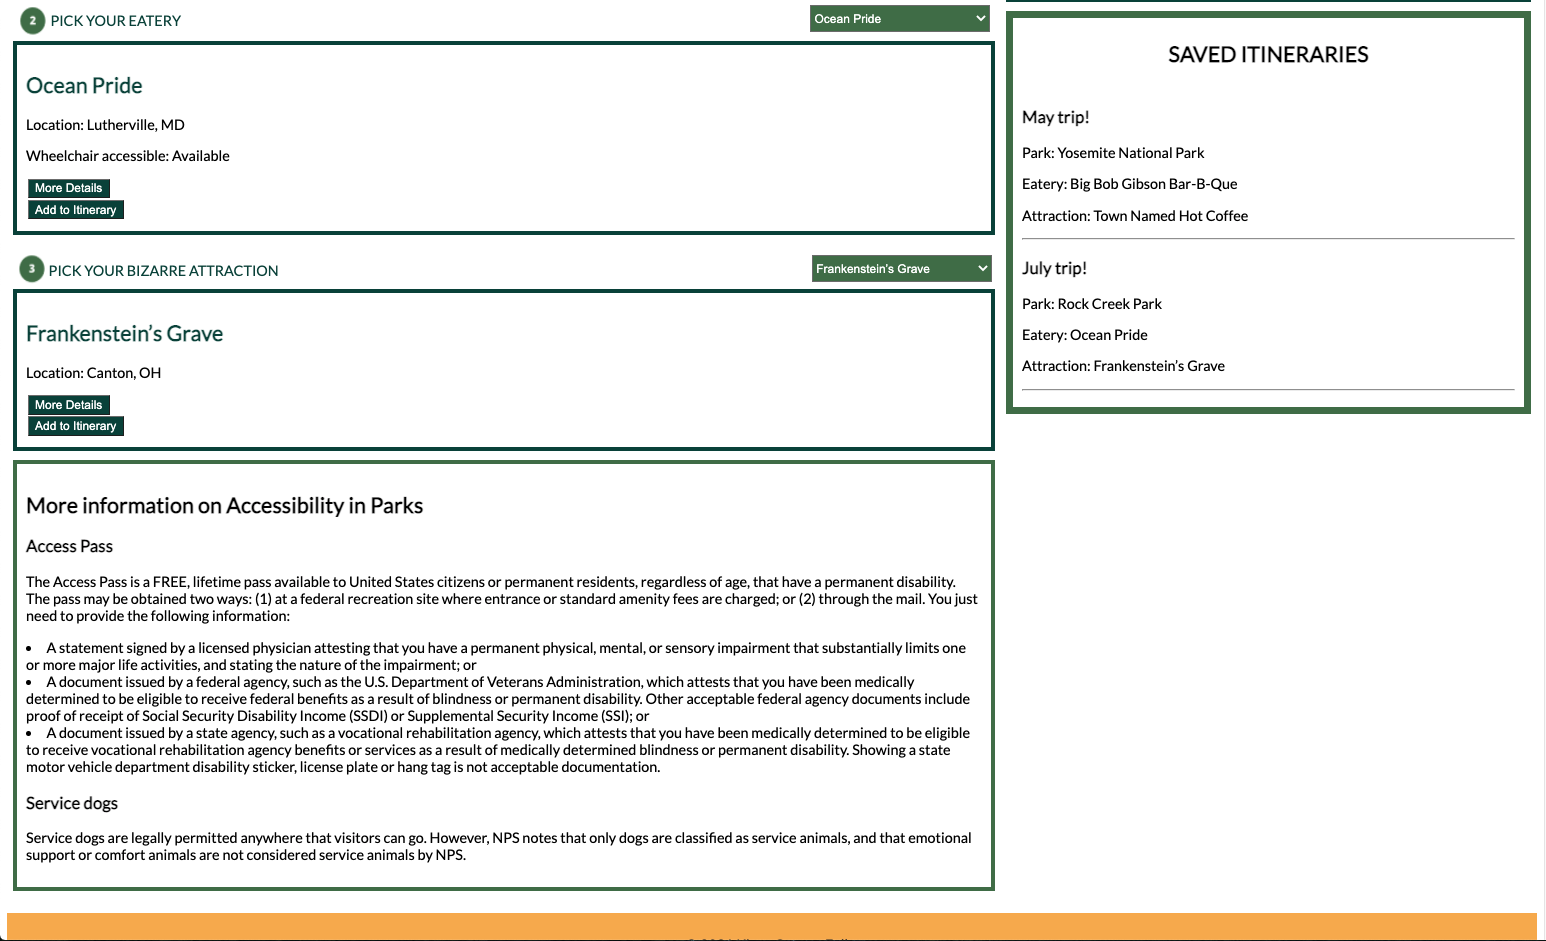 2 PICK YOUR EATERY
Ocean Pride
Ocean Pride
Location: Lutherville, MD
Wheelchair accessible: Available
More Details
Add to Itinerary
3 PICK YOUR BIZARRE ATTRACTION
Frankenstein's Grave
Frankenstein’s Grave
Location: Canton, OH
More Details
Add to Itinerary
More information on Accessibility in Parks
Access Pass
The Access Pass is a FREE, lifetime pass available to United States citizens or permanent residents, regardless of age, that have a permanent disability.
The pass may be obtained two ways: (1) at a federal recreation site where entrance or standard amenity fees are charged; or (2) through the mail. You just
need to provide the following information:
• A statement signed by a licensed physician attesting that you have a permanent physical, mental, or sensory impairment that substantially limits one
or more major life activities, and stating the nature of the impairment; or
• A document issued by a federal agency, such as the U.S. Department of Veterans Administration, which attests that you have been medically
determined to be eligible to receive federal benefits as a result of blindness or permanent disability. Other acceptable federal agency documents include
proof of receipt of Social Security Disability Income (SSDI) or Supplemental Security Income (SSI); or
• A document issued by a state agency, such as a vocational rehabilitation agency, which attests that you have been medically determined to be eligible
to receive vocational rehabilitation agency benefits or services as a result of medically determined blindness or permanent disability. Showing a state
motor vehicle department disability sticker, license plate or hang tag is not acceptable documentation.
Service dogs
Service dogs are legally permitted anywhere that visitors can go. However, NPS notes that only dogs are classified as service animals, and that emotional
support or comfort animals are not considered service animals by NPS.
SAVED ITINERARIES
May trip!
Park: Yosemite National Park
Eatery: Big Bob Gibson Bar-B-Que
Attraction: Town Named Hot Coffee
July trip!
Park: Rock Creek Park
Eatery: Ocean Pride
Attraction: Frankenstein’s Grave